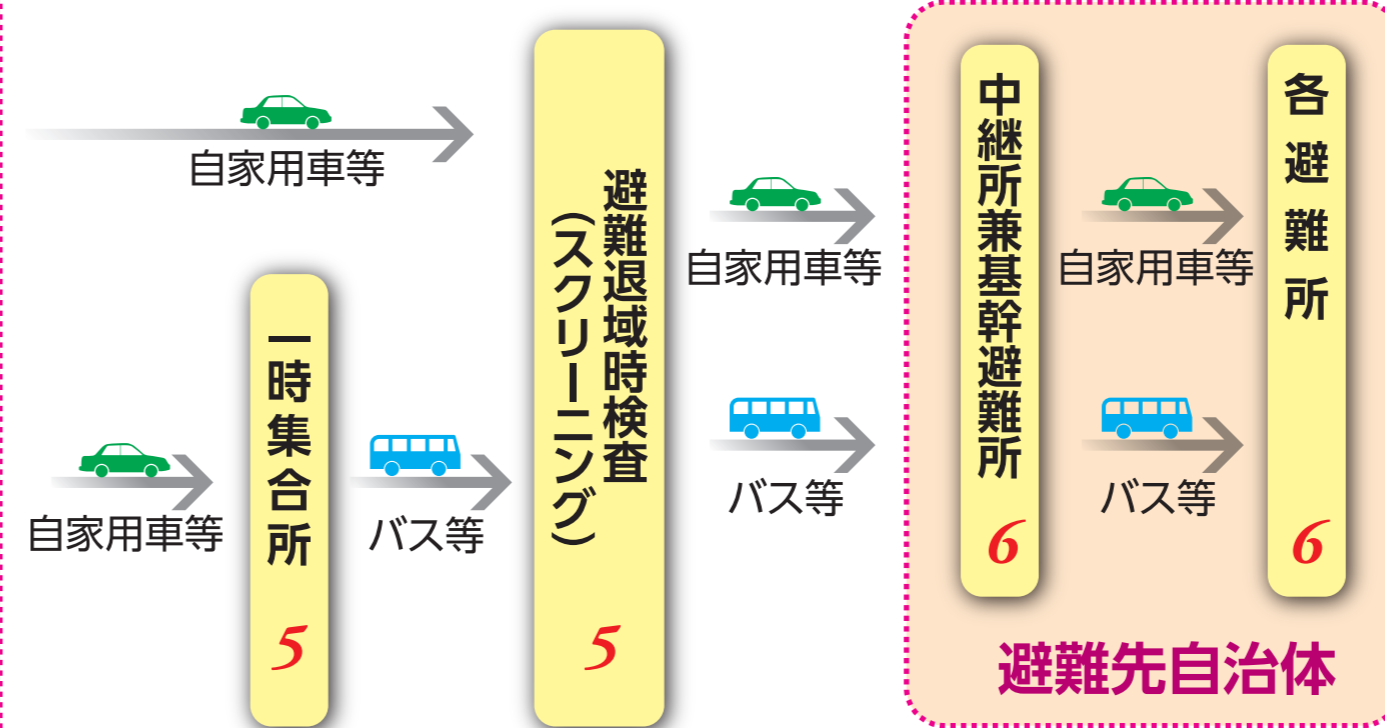 自家用車等
自家用車等
一時集合所
5
バス等
避難退域時検査
（スクリーニング）
5
自家用車等
バス等
中継所兼基幹避難所
6
自家用車等
バス等
各避難所
6
避難先自治体